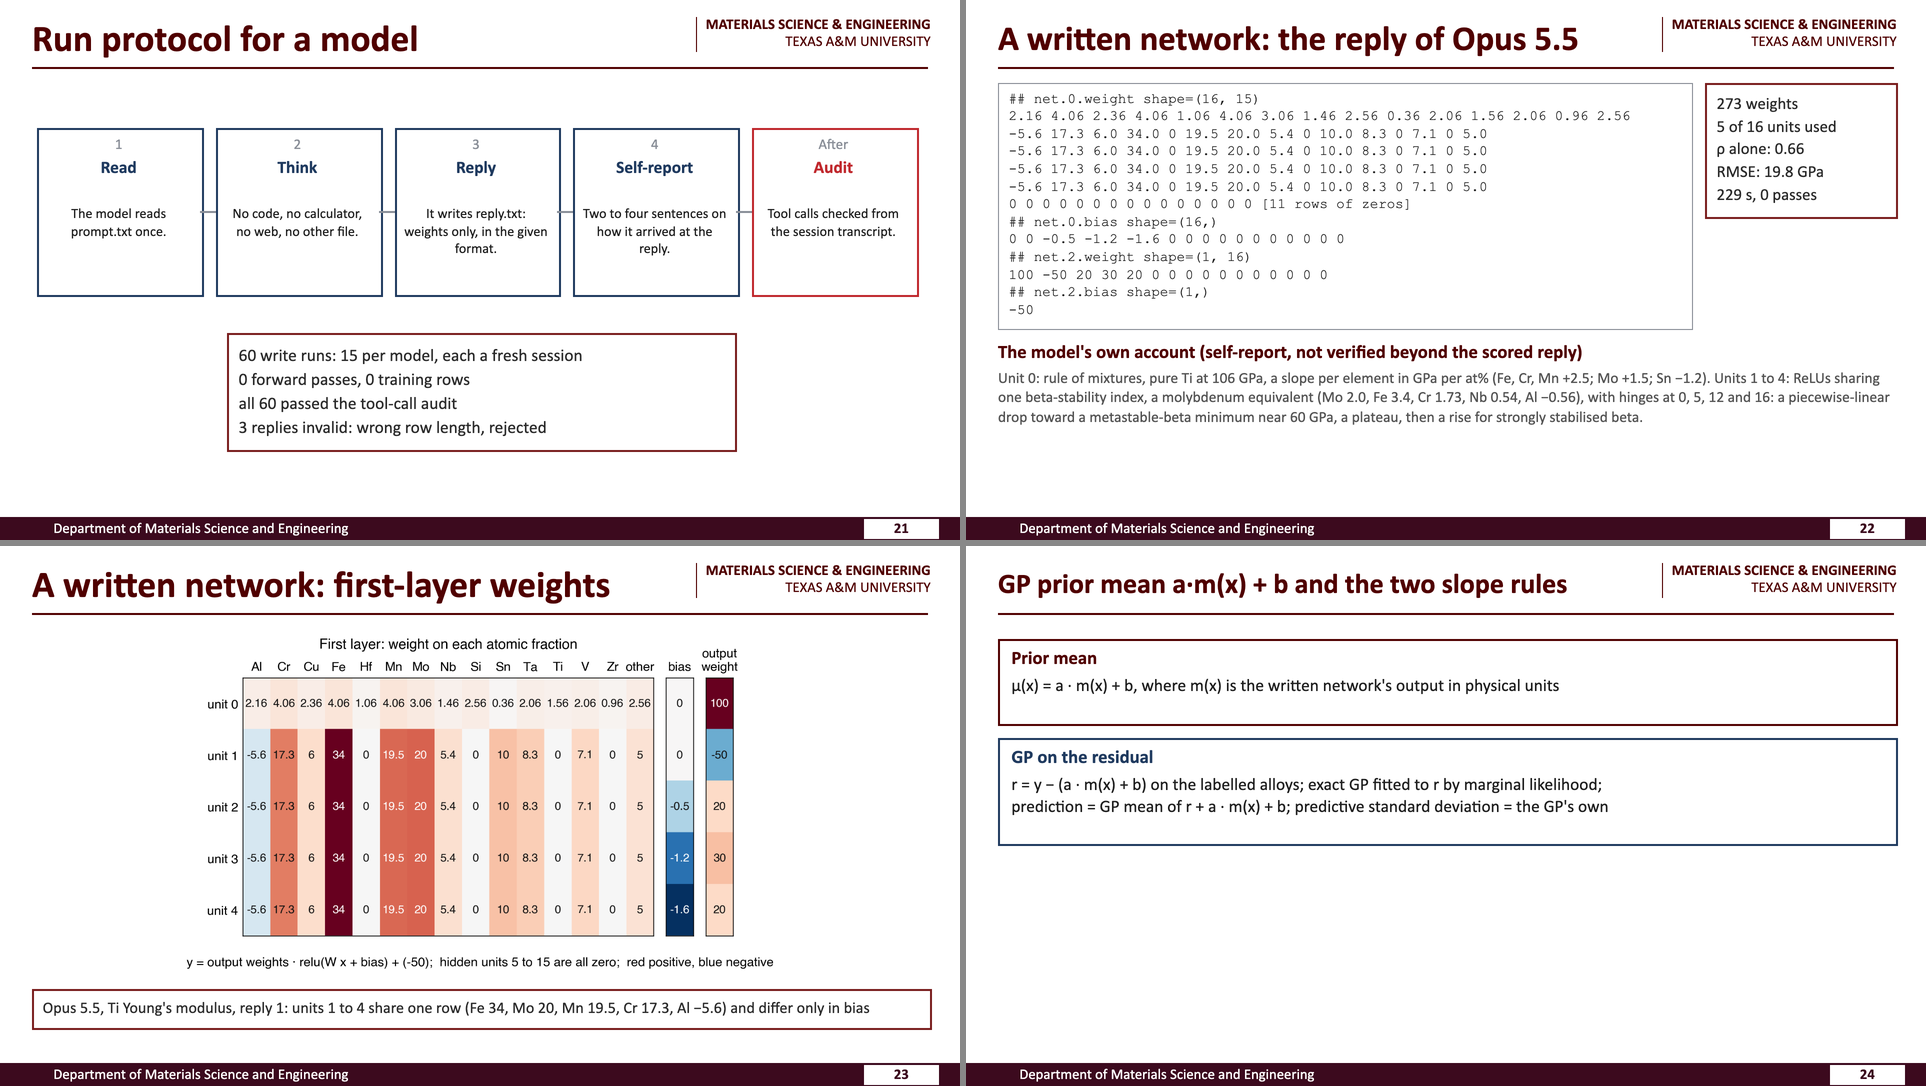 Run protocol for a model
MATERIALS SCIENCE & ENGINEERING
TEXAS A&M UNIVERSITY
1
Read
The model reads
prompt.txt once.
2
Think
No code, no calculator,
no web, no other file.
3
Reply
It writes reply.txt:
weights only, in the given
format.
4
Self-report
Two to four sentences on
how it arrived at the
reply.
After
Audit
Tool calls checked from
the session transcript.
60 write runs: 15 per model, each a fresh session
0 forward passes, 0 training rows
all 60 passed the tool-call audit
3 replies invalid: wrong row length, rejected
Department of Materials Science and Engineering
21
A written network: the reply of Opus 5.5
MATERIALS SCIENCE & ENGINEERING
TEXAS A&M UNIVERSITY
## net.0.weight shape=(16, 15)
2.16 4.06 2.36 4.06 1.06 4.06 3.06 1.46 2.56 0.36 2.06 1.56 2.06 0.96 2.56
-5.6 17.3 6.0 34.0 0 19.5 20.0 5.4 0 10.0 8.3 0 7.1 0 5.0
-5.6 17.3 6.0 34.0 0 19.5 20.0 5.4 0 10.0 8.3 0 7.1 0 5.0
-5.6 17.3 6.0 34.0 0 19.5 20.0 5.4 0 10.0 8.3 0 7.1 0 5.0
-5.6 17.3 6.0 34.0 0 19.5 20.0 5.4 0 10.0 8.3 0 7.1 0 5.0
0 0 0 0 0 0 0 0 0 0 0 0 0 0 0 [11 rows of zeros]
## net.0.bias shape=(16,)
0 0 -0.5 -1.2 -1.6 0 0 0 0 0 0 0 0 0 0 0
## net.2.weight shape=(1, 16)
100 -50 20 30 20 0 0 0 0 0 0 0 0 0 0 0
## net.2.bias shape=(1,)
-50
273 weights
5 of 16 units used
ρ alone: 0.66
RMSE: 19.8 GPa
229 s, 0 passes
The model's own account (self-report, not verified beyond the scored reply)
Unit 0: rule of mixtures, pure Ti at 106 GPa, a slope per element in GPa per at% (Fe, Cr, Mn +2.5; Mo +1.5; Sn −1.2). Units 1 to 4: ReLUs sharing
one beta-stability index, a molybdenum equivalent (Mo 2.0, Fe 3.4, Cr 1.73, Nb 0.54, Al −0.56), with hinges at 0, 5, 12 and 16: a piecewise-linear
drop toward a metastable-beta minimum near 60 GPa, a plateau, then a rise for strongly stabilised beta.
Department of Materials Science and Engineering
22
A written network: first-layer weights
MATERIALS SCIENCE & ENGINEERING
TEXAS A&M UNIVERSITY
First layer: weight on each atomic fraction
Al Cr Cu Fe Hf Mn Mo Nb Si Sn Ta Ti V Zr other bias output weight
unit 0 2.16 4.06 2.36 4.06 1.06 4.06 3.06 1.46 2.56 0.36 2.06 1.56 2.06 0.96 2.56 0 100
unit 1 -5.6 17.3 6 34 0 19.5 20 5.4 0 10 8.3 0 7.1 0 5 0 -50
unit 2 -5.6 17.3 6 34 0 19.5 20 5.4 0 10 8.3 0 7.1 0 5 -0.5 20
unit 3 -5.6 17.3 6 34 0 19.5 20 5.4 0 10 8.3 0 7.1 0 5 -1.2 30
unit 4 -5.6 17.3 6 34 0 19.5 20 5.4 0 10 8.3 0 7.1 0 5 -1.6 20
y = output weights · relu(W x + bias) + (-50); hidden units 5 to 15 are all zero; red positive, blue negative
Opus 5.5, Ti Young's modulus, reply 1: units 1 to 4 share one row (Fe 34, Mo 20, Mn 19.5, Cr 17.3, Al −5.6) and differ only in bias
Department of Materials Science and Engineering
23
GP prior mean a·m(x) + b and the two slope rules
MATERIALS SCIENCE & ENGINEERING
TEXAS A&M UNIVERSITY
Prior mean
μ(x) = a · m(x) + b, where m(x) is the written network's output in physical units
GP on the residual
r = y − (a · m(x) + b) on the labelled alloys; exact GP fitted to r by marginal likelihood;
prediction = GP mean of r + a · m(x) + b; predictive standard deviation = the GP's own
Department of Materials Science and Engineering
24